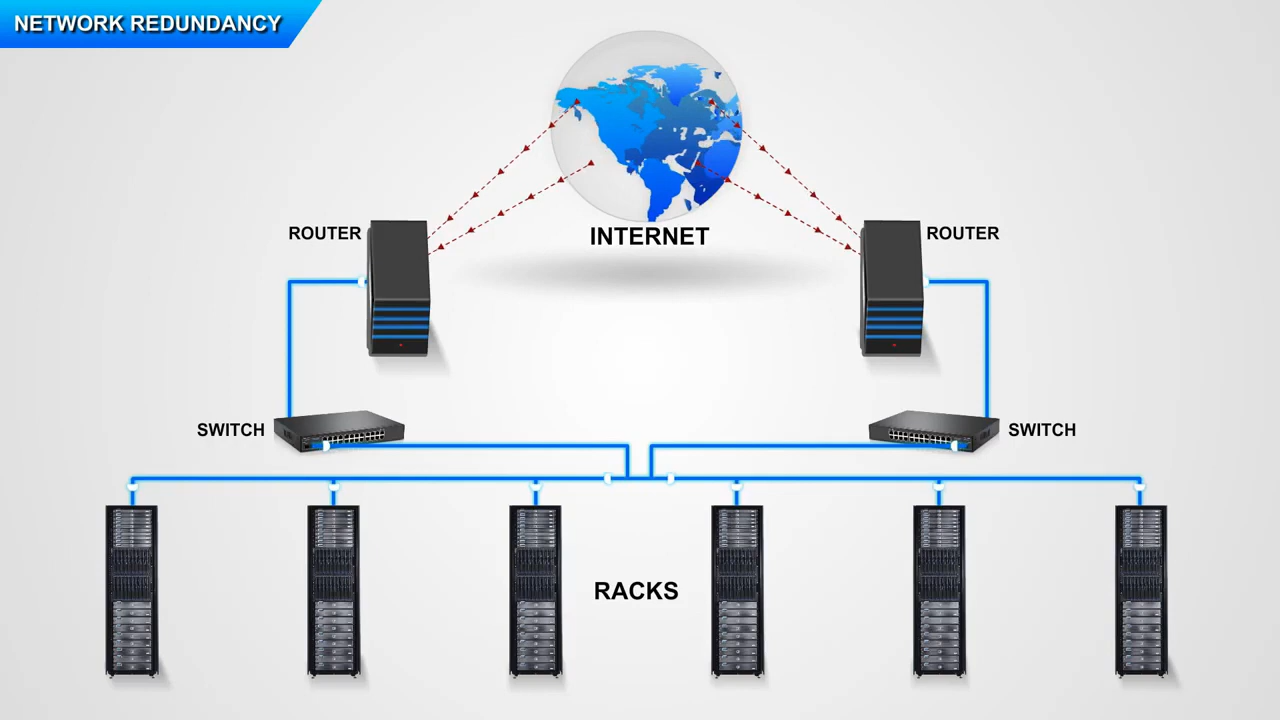 NETWORK REDUNDANCY
INTERNET
ROUTER
ROUTER
SWITCH
SWITCH
RACKS